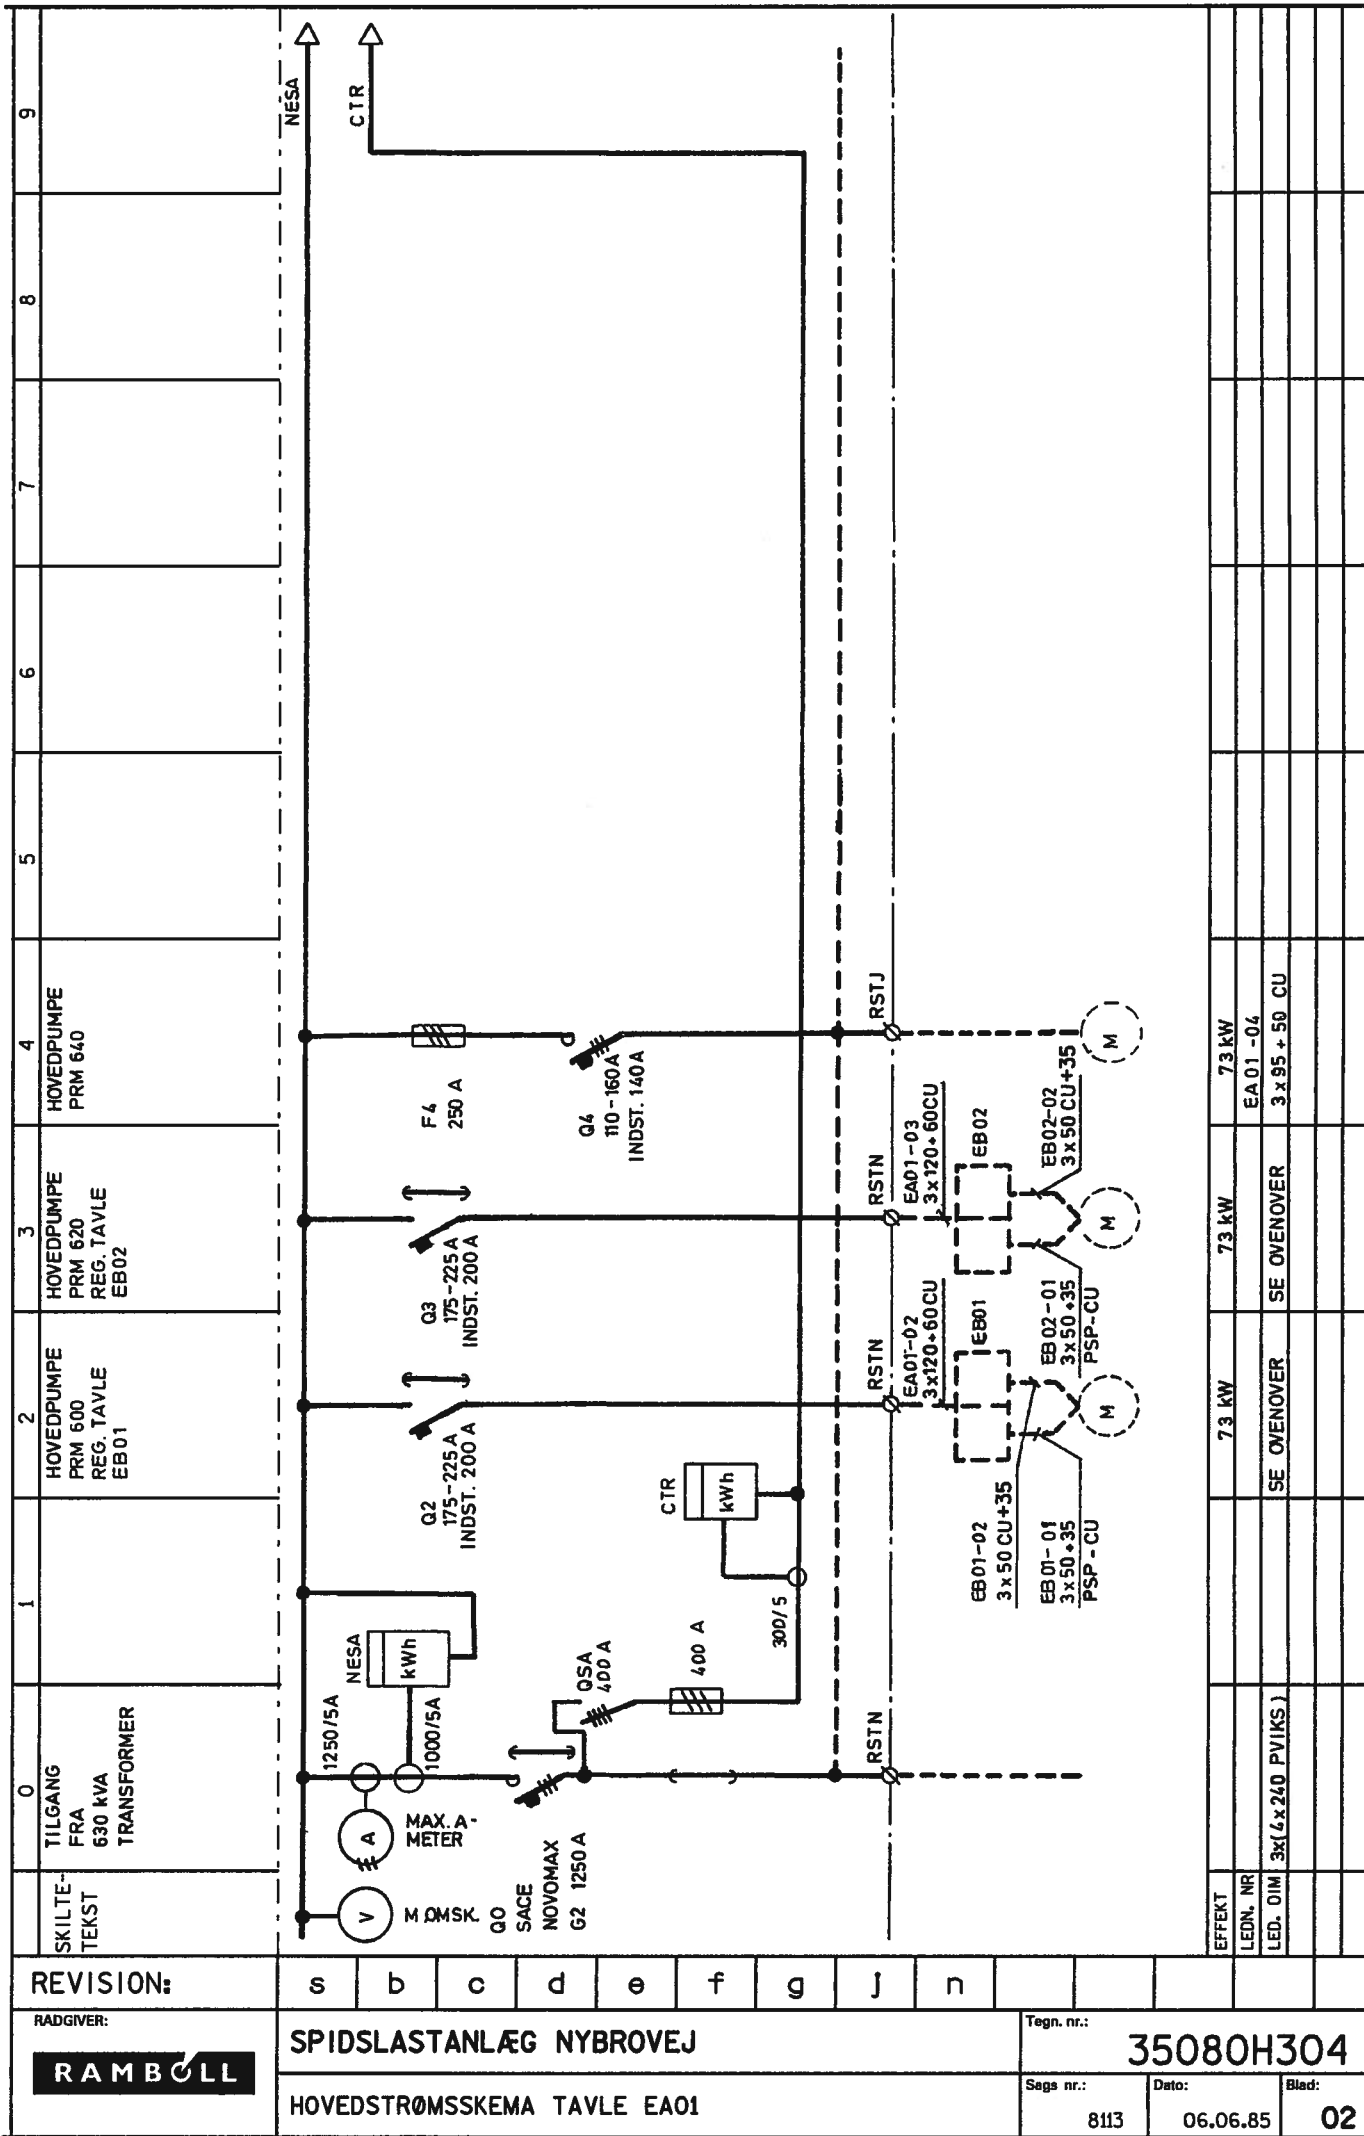 0
1
2
3
4
5
6
7
8
9
SKILTE-
TEKST
TILGANG
FRA
630 kVA
TRANSFORMER
HOVEDPUMPE
PRM 600
REG. TAVLE
EB01
HOVEDPUMPE
PRM 620
REG. TAVLE
EB02
HOVEDPUMPE
PRM 640
NESA
CTR
V
M OMSK.
A
MAX. A-
METER
1250/5A
NESA
kWh
1000/5A
Q0
SACE
NOVOMAX
G2 1250 A
QSA
400 A
400 A
300/5
CTR
kWh
Q2
175-225 A
INDST. 200 A
Q3
175-225 A
INDST. 200 A
F4
250 A
Q4
110-160A
INDST. 140A
RSTN
RSTN
RSTN
RSTJ
EA01-02
3x120+60CU
EA01-03
3x120+60CU
EB01
EB02
EB01-02
3x50 CU+35
EB01-01
3x50+35
PSP-CU
EB02-01
3x50+35
PSP-CU
EB02-02
3x50 CU+35
M
M
M
EFFEKT
73 kW
73 kW
73 kW
LEDN. NR
EA01-04
LED. DIM
3x(4x240 PVIKS)
SE OVENOVER
SE OVENOVER
3x95+50 CU
REVISION:
s
b
c
d
e
f
g
j
n
RADGIVER:
RAMBØLL
SPIDSLASTANLÆG NYBROVEJ
HOVEDSTRØMSSKEMA TAVLE EA01
Tegn. nr.:
35080H304
Sags nr.:
8113
Dato:
06.06.85
Blad:
02